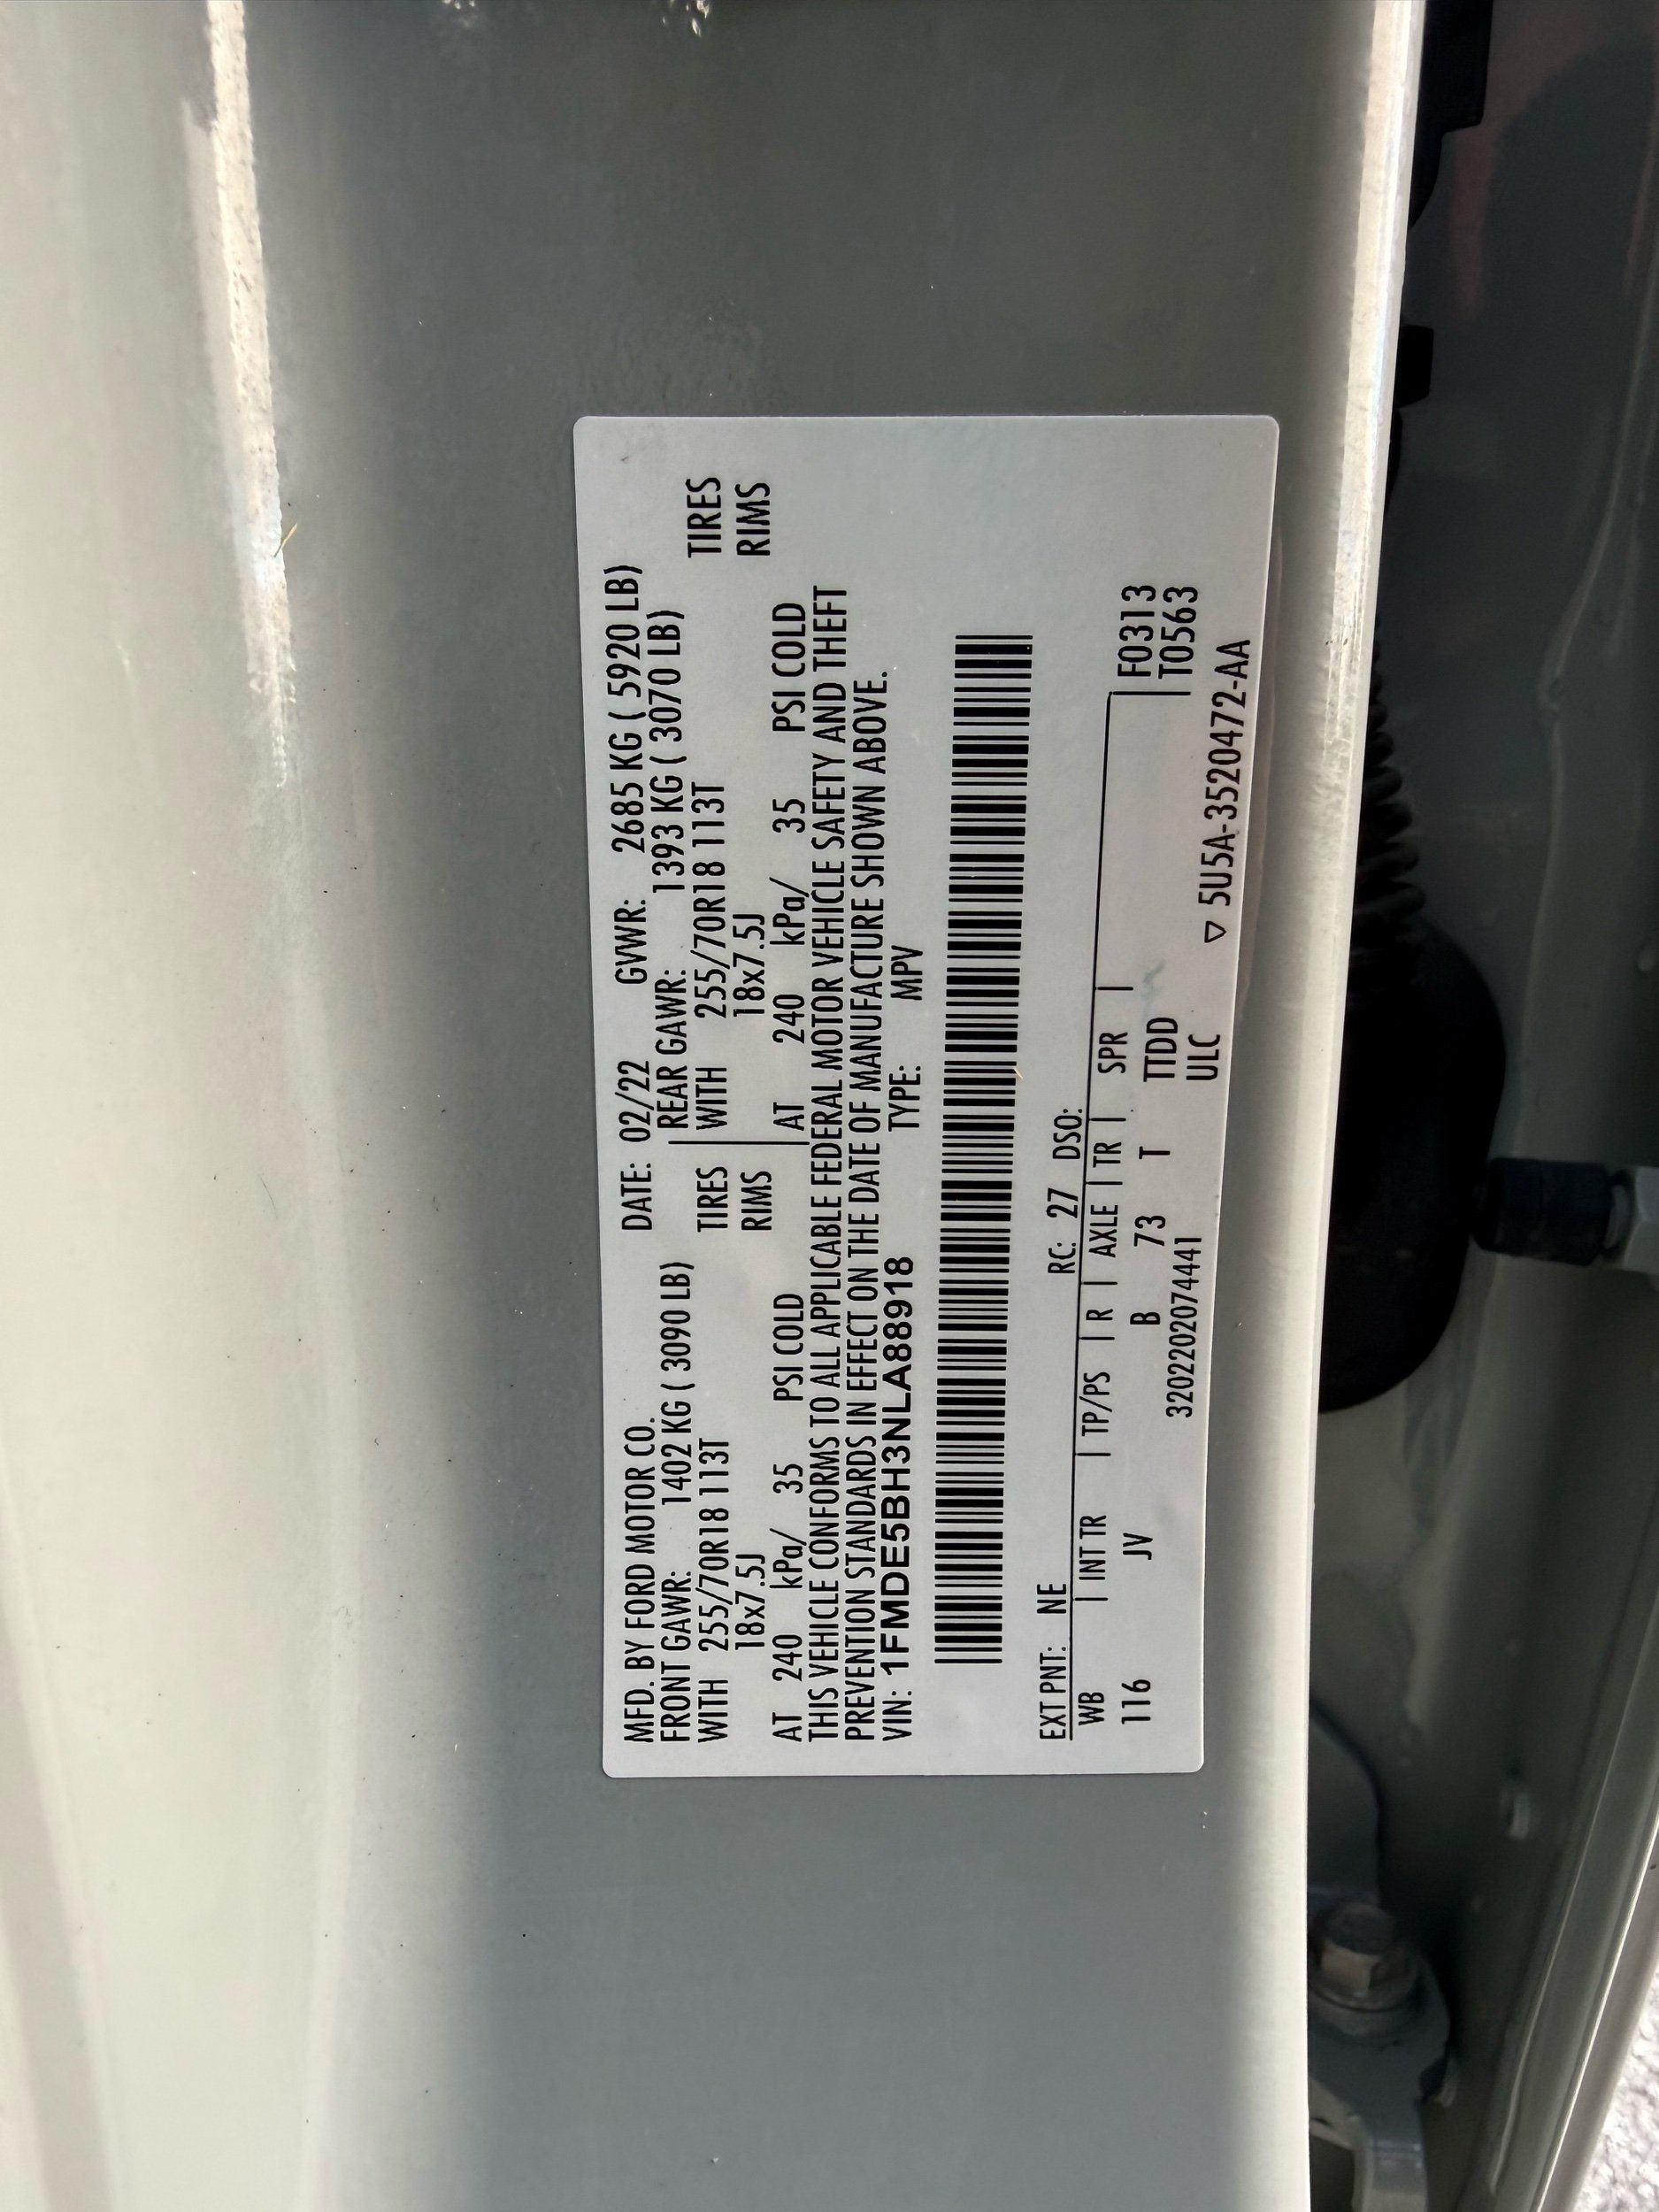 MFD. BY FORD MOTOR CO. DATE: 02/22 GVWR: 2685 KG ( 5920 LB)
FRONT GAWR: 1402 KG ( 3090 LB) REAR GAWR: 1393 KG ( 3070 LB)
WITH 255/70R18 113T TIRES WITH 255/70R18 113T TIRES
18x7.5J RIMS 18x7.5J RIMS
AT 240 kPa/ 35 PSI COLD AT 240 kPa/ 35 PSI COLD
THIS VEHICLE CONFORMS TO ALL APPLICABLE FEDERAL MOTOR VEHICLE SAFETY AND THEFT
PREVENTION STANDARDS IN EFFECT ON THE DATE OF MANUFACTURE SHOWN ABOVE.
VIN: 1FMDE5BH3NLA88918 TYPE: MPV
EXT PNT: NE RC: 27 DSO:
WB | INT TR | TP/PS | R | AXLE | TR | SPR | F0313
116 JV B 73 T TTDD T0563
320220207444​1 ULC ▽ 5U5A-3520472-AA